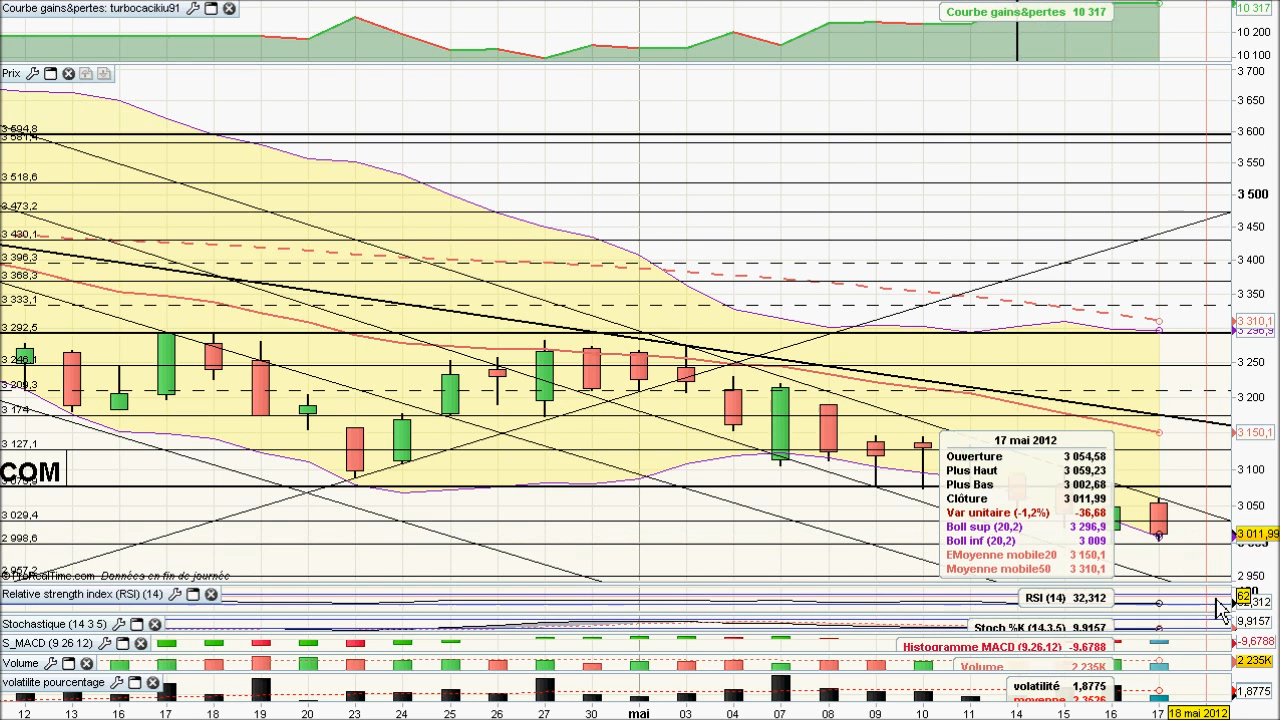 Courbe gains&pertes: turbocacikiu91
Courbe gains&pertes 10 317
10 317
10 200
10 100
Prix
3 700
3 650
3 600
3 550
3 500
3 450
3 400
3 350
3 310,1
3 250
3 200
3 150,1
3 100
3 050
3 011,99
2 950
3 594,8
3 518,6
3 473,2
3 430,1
3 396,3
3 368,3
3 333,1
3 292,5
3 246,1
3 209,3
3 174
3 127,1
COM
3 029,4
2 998,6
17 mai 2012
Ouverture 3 054,58
Plus Haut 3 059,23
Plus Bas 3 002,68
Clôture 3 011,99
Var unitaire (-1,2%) -36,68
Boll sup (20,2) 3 296,9
Boll inf (20,2) 3 009
EMoyenne mobile20 3 150,1
Moyenne mobile50 3 310,1
© ProRealTime.com Données en fin de journée
Relative strength index (RSI) (14)
RSI (14) 32,312
Stochastique (14 3 5)
Stoch %K (14,3,5) 9,9157
9,9157
S_MACD (9 26 12)
Histogramme MACD (9,26,12) -9,6788
-9,6788
Volume
Volume 2 235K
2 235K
volatilite pourcentage
volatilité 1,8775
moyenne 2,3526
1,8775
12 13 16 17 18 19 20 23 24 25 26 27 30 mai 03 04 07 08 09 10 11 14 15 16 17 18 mai 2012